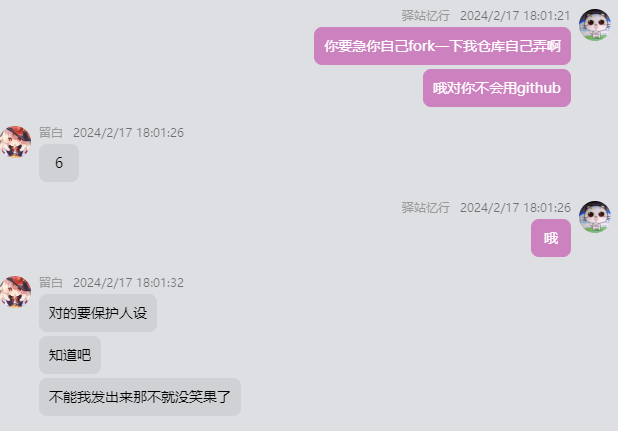 驿站忆行 2024/2/17 18:01:21
你要急你自己fork一下我仓库自己弄啊
哦对你不会用github
留白 2024/2/17 18:01:26
6
驿站忆行 2024/2/17 18:01:26
哦
留白 2024/2/17 18:01:32
对的要保护人设
知道吧
不能我发出来那不就没笑果了